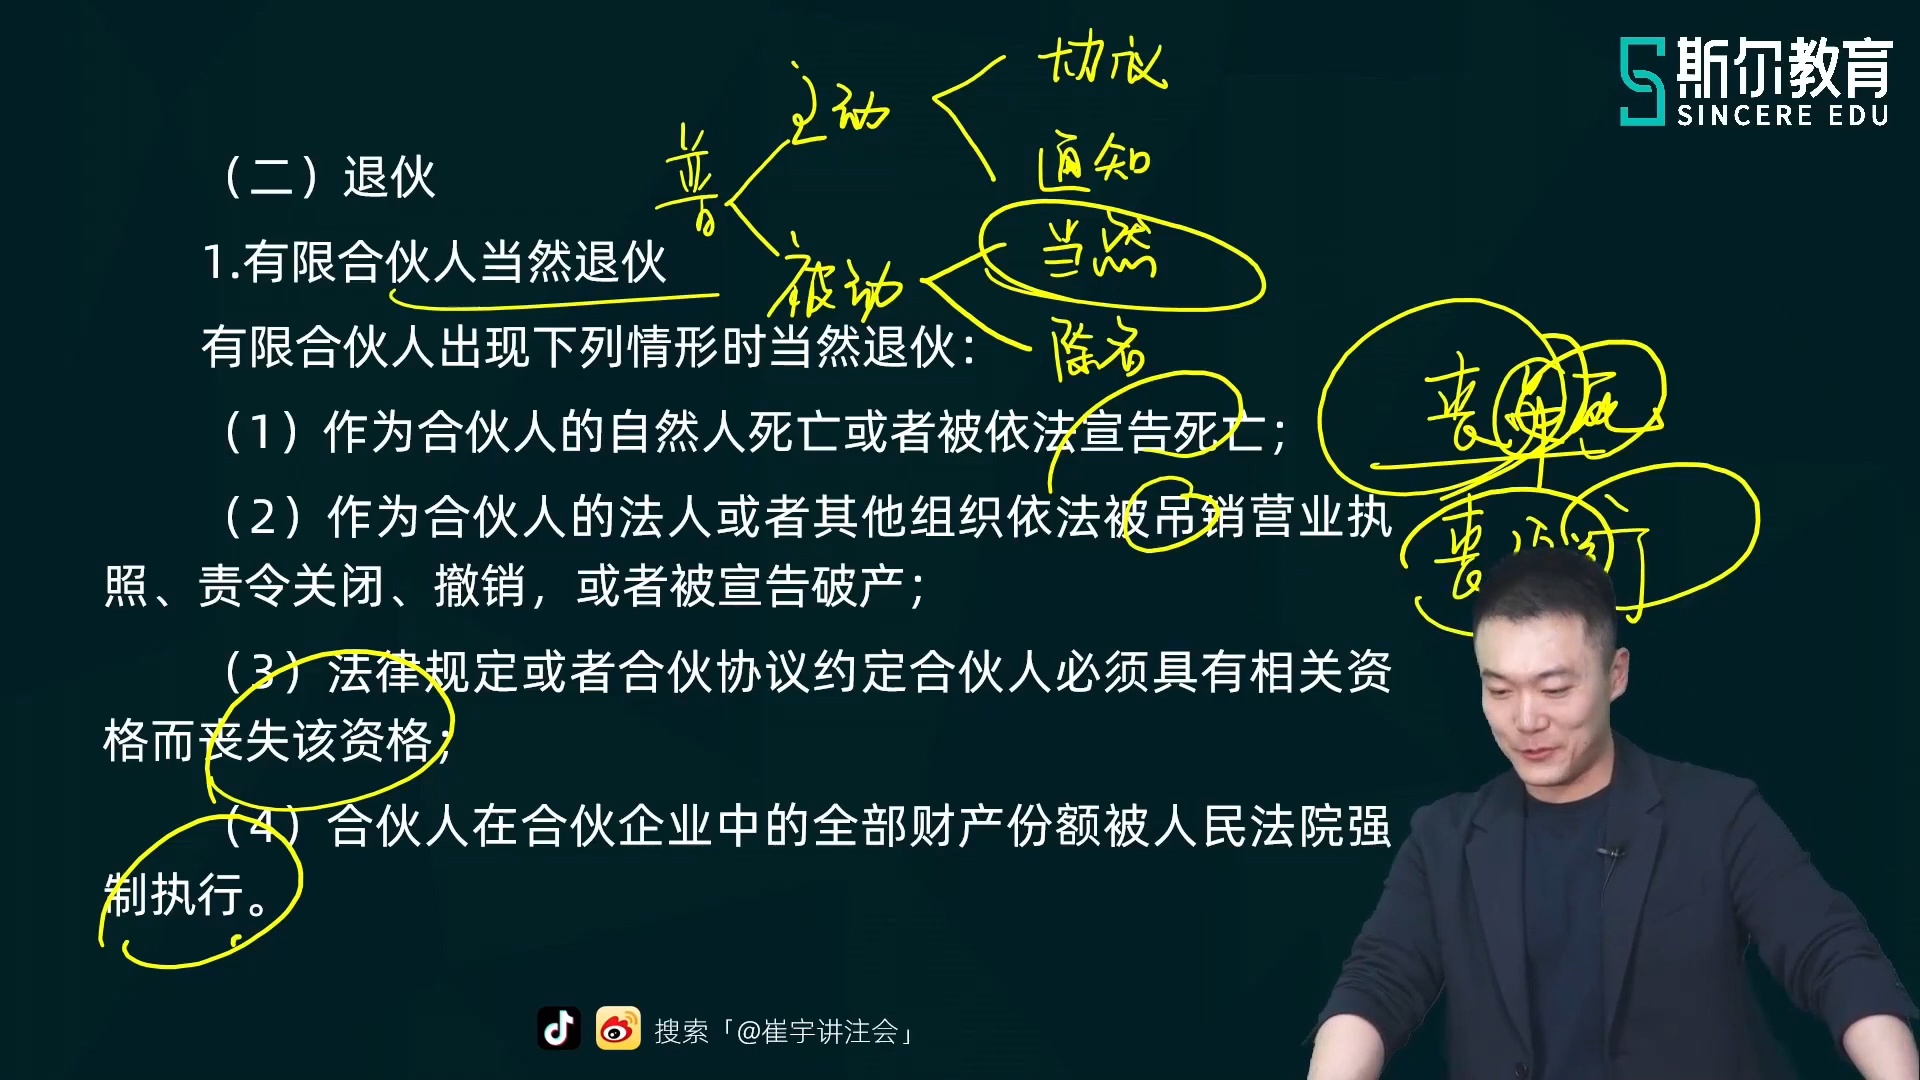 斯尔教育
SINCERE EDU
协议
主动
通知
普
(二)退伙
当然
1.有限合伙人当然退伙
被动
有限合伙人出现下列情形时当然退伙：
除名
(1)作为合伙人的自然人死亡或者被依法宣告死亡；
(2)作为合伙人的法人或者其他组织依法被吊销营业执
照、责令关闭、撤销，或者被宣告破产；
(3)法律规定或者合伙协议约定合伙人必须具有相关资
格而丧失该资格；
(4)合伙人在合伙企业中的全部财产份额被人民法院强
制执行。
搜索「@崔宇讲注会」